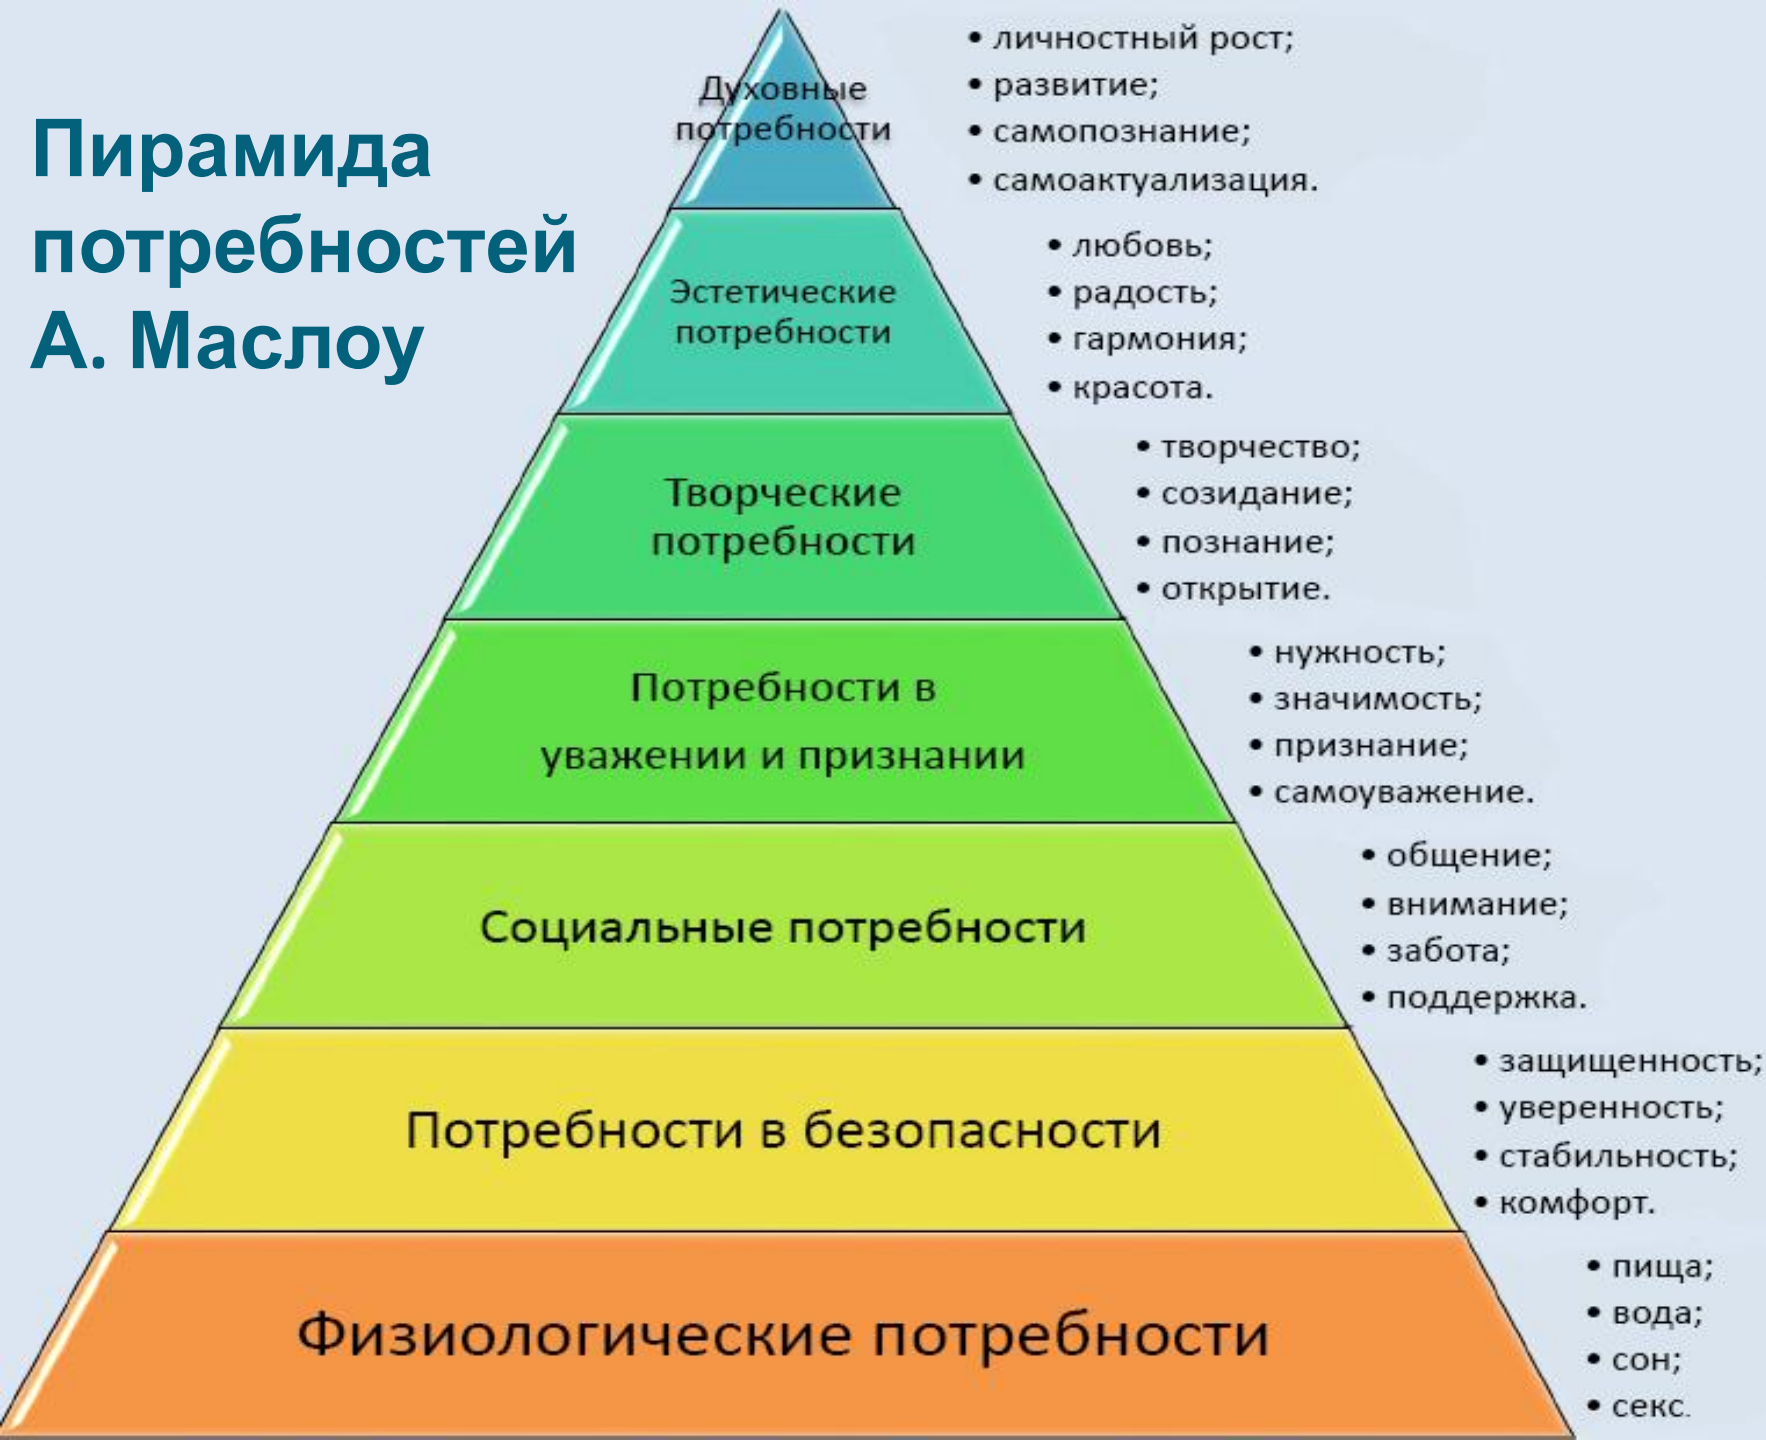 Пирамида
потребностей
А. Маслоу
Духовные
потребности
• личностный рост;
• развитие;
• самопознание;
• самоактуализация.
Эстетические
потребности
• любовь;
• радость;
• гармония;
• красота.
Творческие
потребности
• творчество;
• созидание;
• познание;
• открытие.
Потребности в
уважении и признании
• нужность;
• значимость;
• признание;
• самоуважение.
Социальные потребности
• общение;
• внимание;
• забота;
• поддержка.
Потребности в безопасности
• защищенность;
• уверенность;
• стабильность;
• комфорт.
Физиологические потребности
• пища;
• вода;
• сон;
• секс.